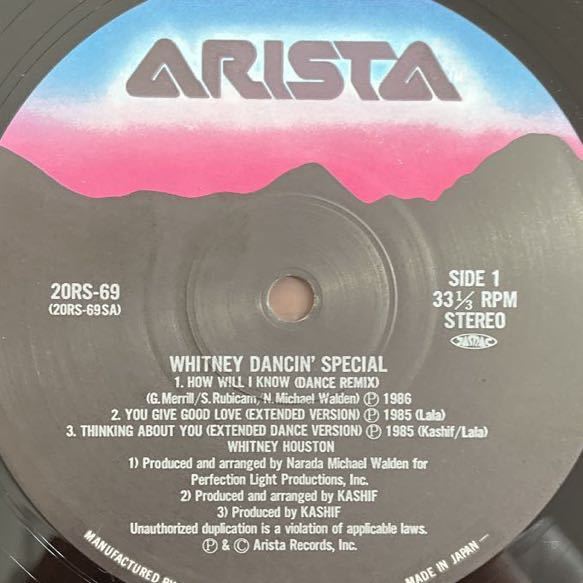 ARISTA
20RS-69
(20RS-69SA)
SIDE 1
33 1/3 RPM
STEREO
JASRAC
WHITNEY DANCIN' SPECIAL
1. HOW WILL I KNOW (DANCE REMIX)
(G. Merrill/S. Rubicam, N. Michael Walden) Ⓟ 1986
2. YOU GIVE GOOD LOVE (EXTENDED VERSION) Ⓟ 1985 (Lala)
3. THINKING ABOUT YOU (EXTENDED DANCE VERSION) Ⓟ 1985 (Kashif/Lala)
WHITNEY HOUSTON
1) Produced and arranged by Narada Michael Walden for
Perfection Light Productions, Inc.
2) Produced and arranged by KASHIF
3) Produced by KASHIF
Unauthorized duplication is a violation of applicable laws.
Ⓟ & © Arista Records, Inc.
MANUFACTURED
MADE IN JAPAN